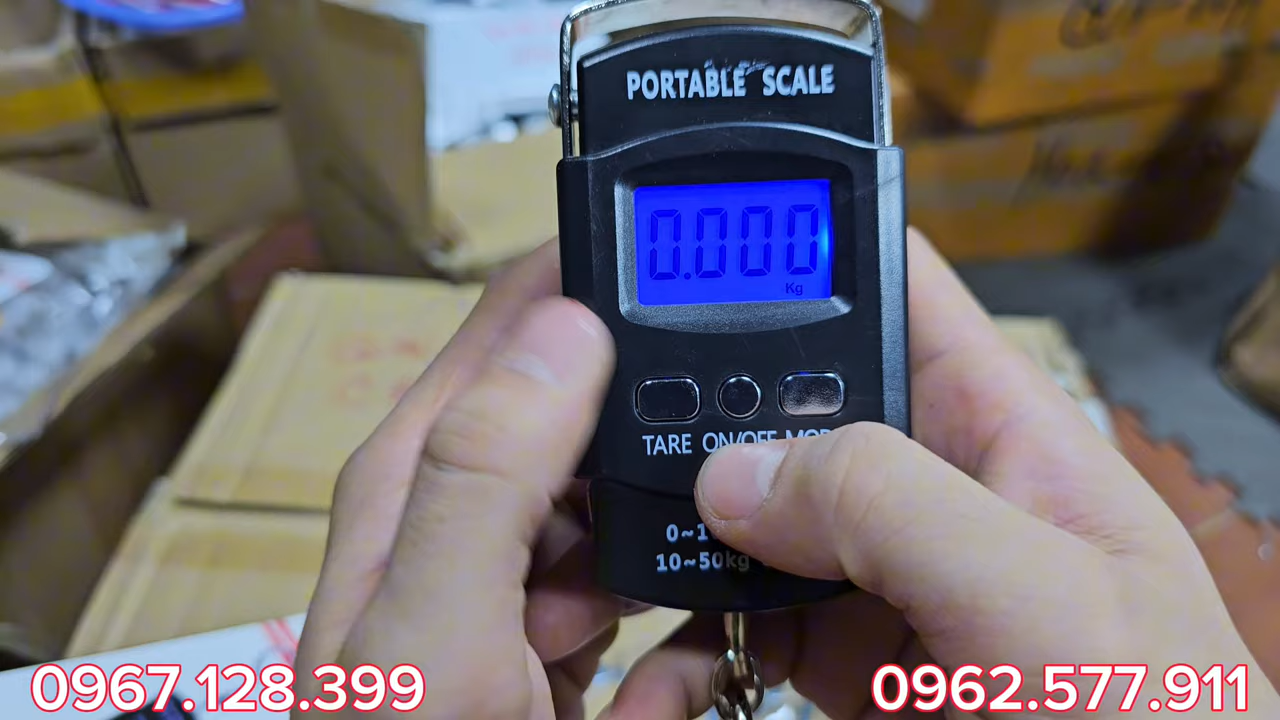 PORTABLE SCALE
0.000
Kg
TARE ON/OFF
10~50kg
0967.128.399
0962.577.911